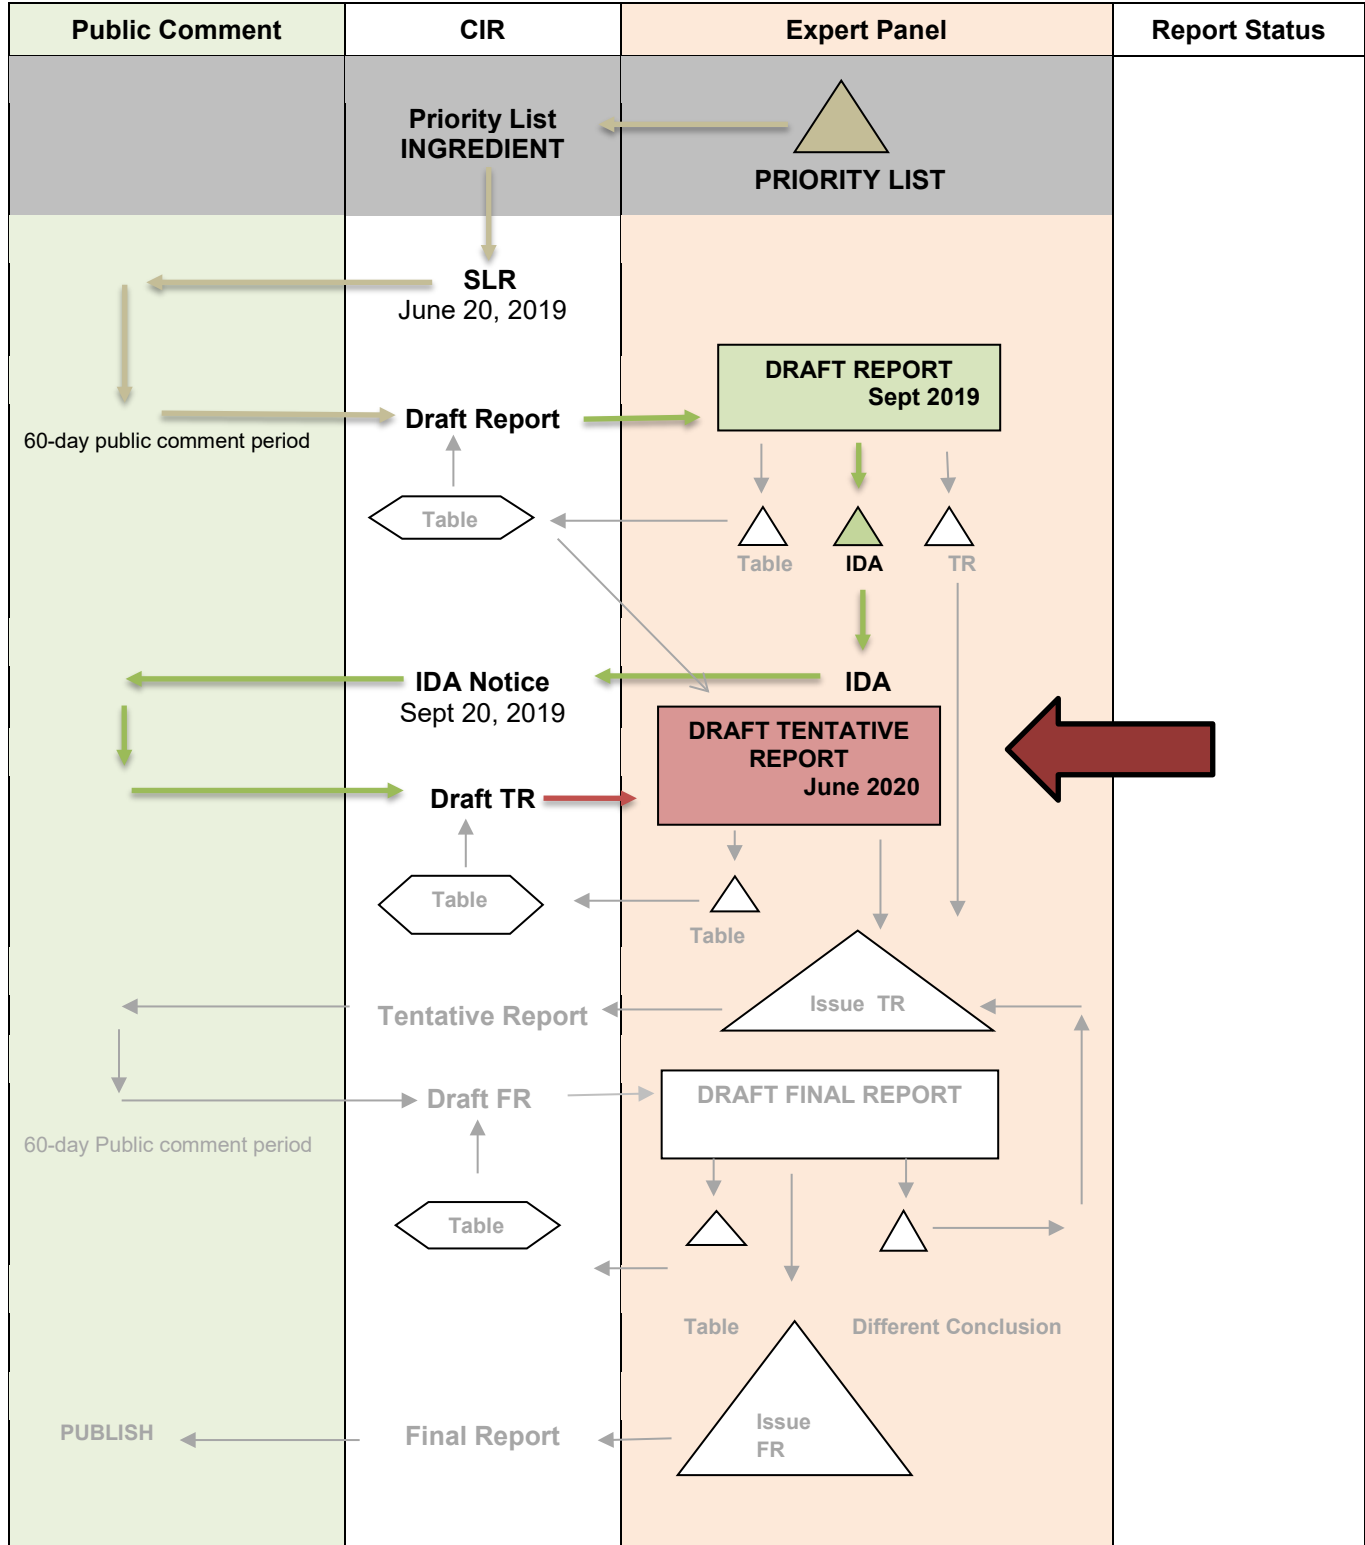 Public Comment
CIR
Expert Panel
Report Status
Priority List
INGREDIENT
PRIORITY LIST
SLR
June 20, 2019
60-day public comment period
Draft Report
DRAFT REPORT
Sept 2019
Table
Table
IDA
TR
IDA Notice
Sept 20, 2019
IDA
DRAFT TENTATIVE
REPORT
June 2020
Draft TR
Table
Table
Tentative Report
Issue TR
Draft FR
DRAFT FINAL REPORT
60-day Public comment period
Table
Table
Different Conclusion
PUBLISH
Final Report
Issue
FR